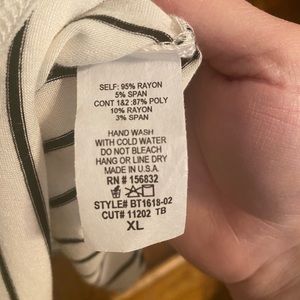 SELF: 95% RAYON
5% SPAN
CONT 1&2 :87% POLY
10% RAYON
3% SPAN
HAND WASH
WITH COLD WATER
DO NOT BLEACH
HANG OR LINE DRY
MADE IN U.S.A.
RN # 156832
STYLE# BT1618-02
CUT# 11202 TB
XL